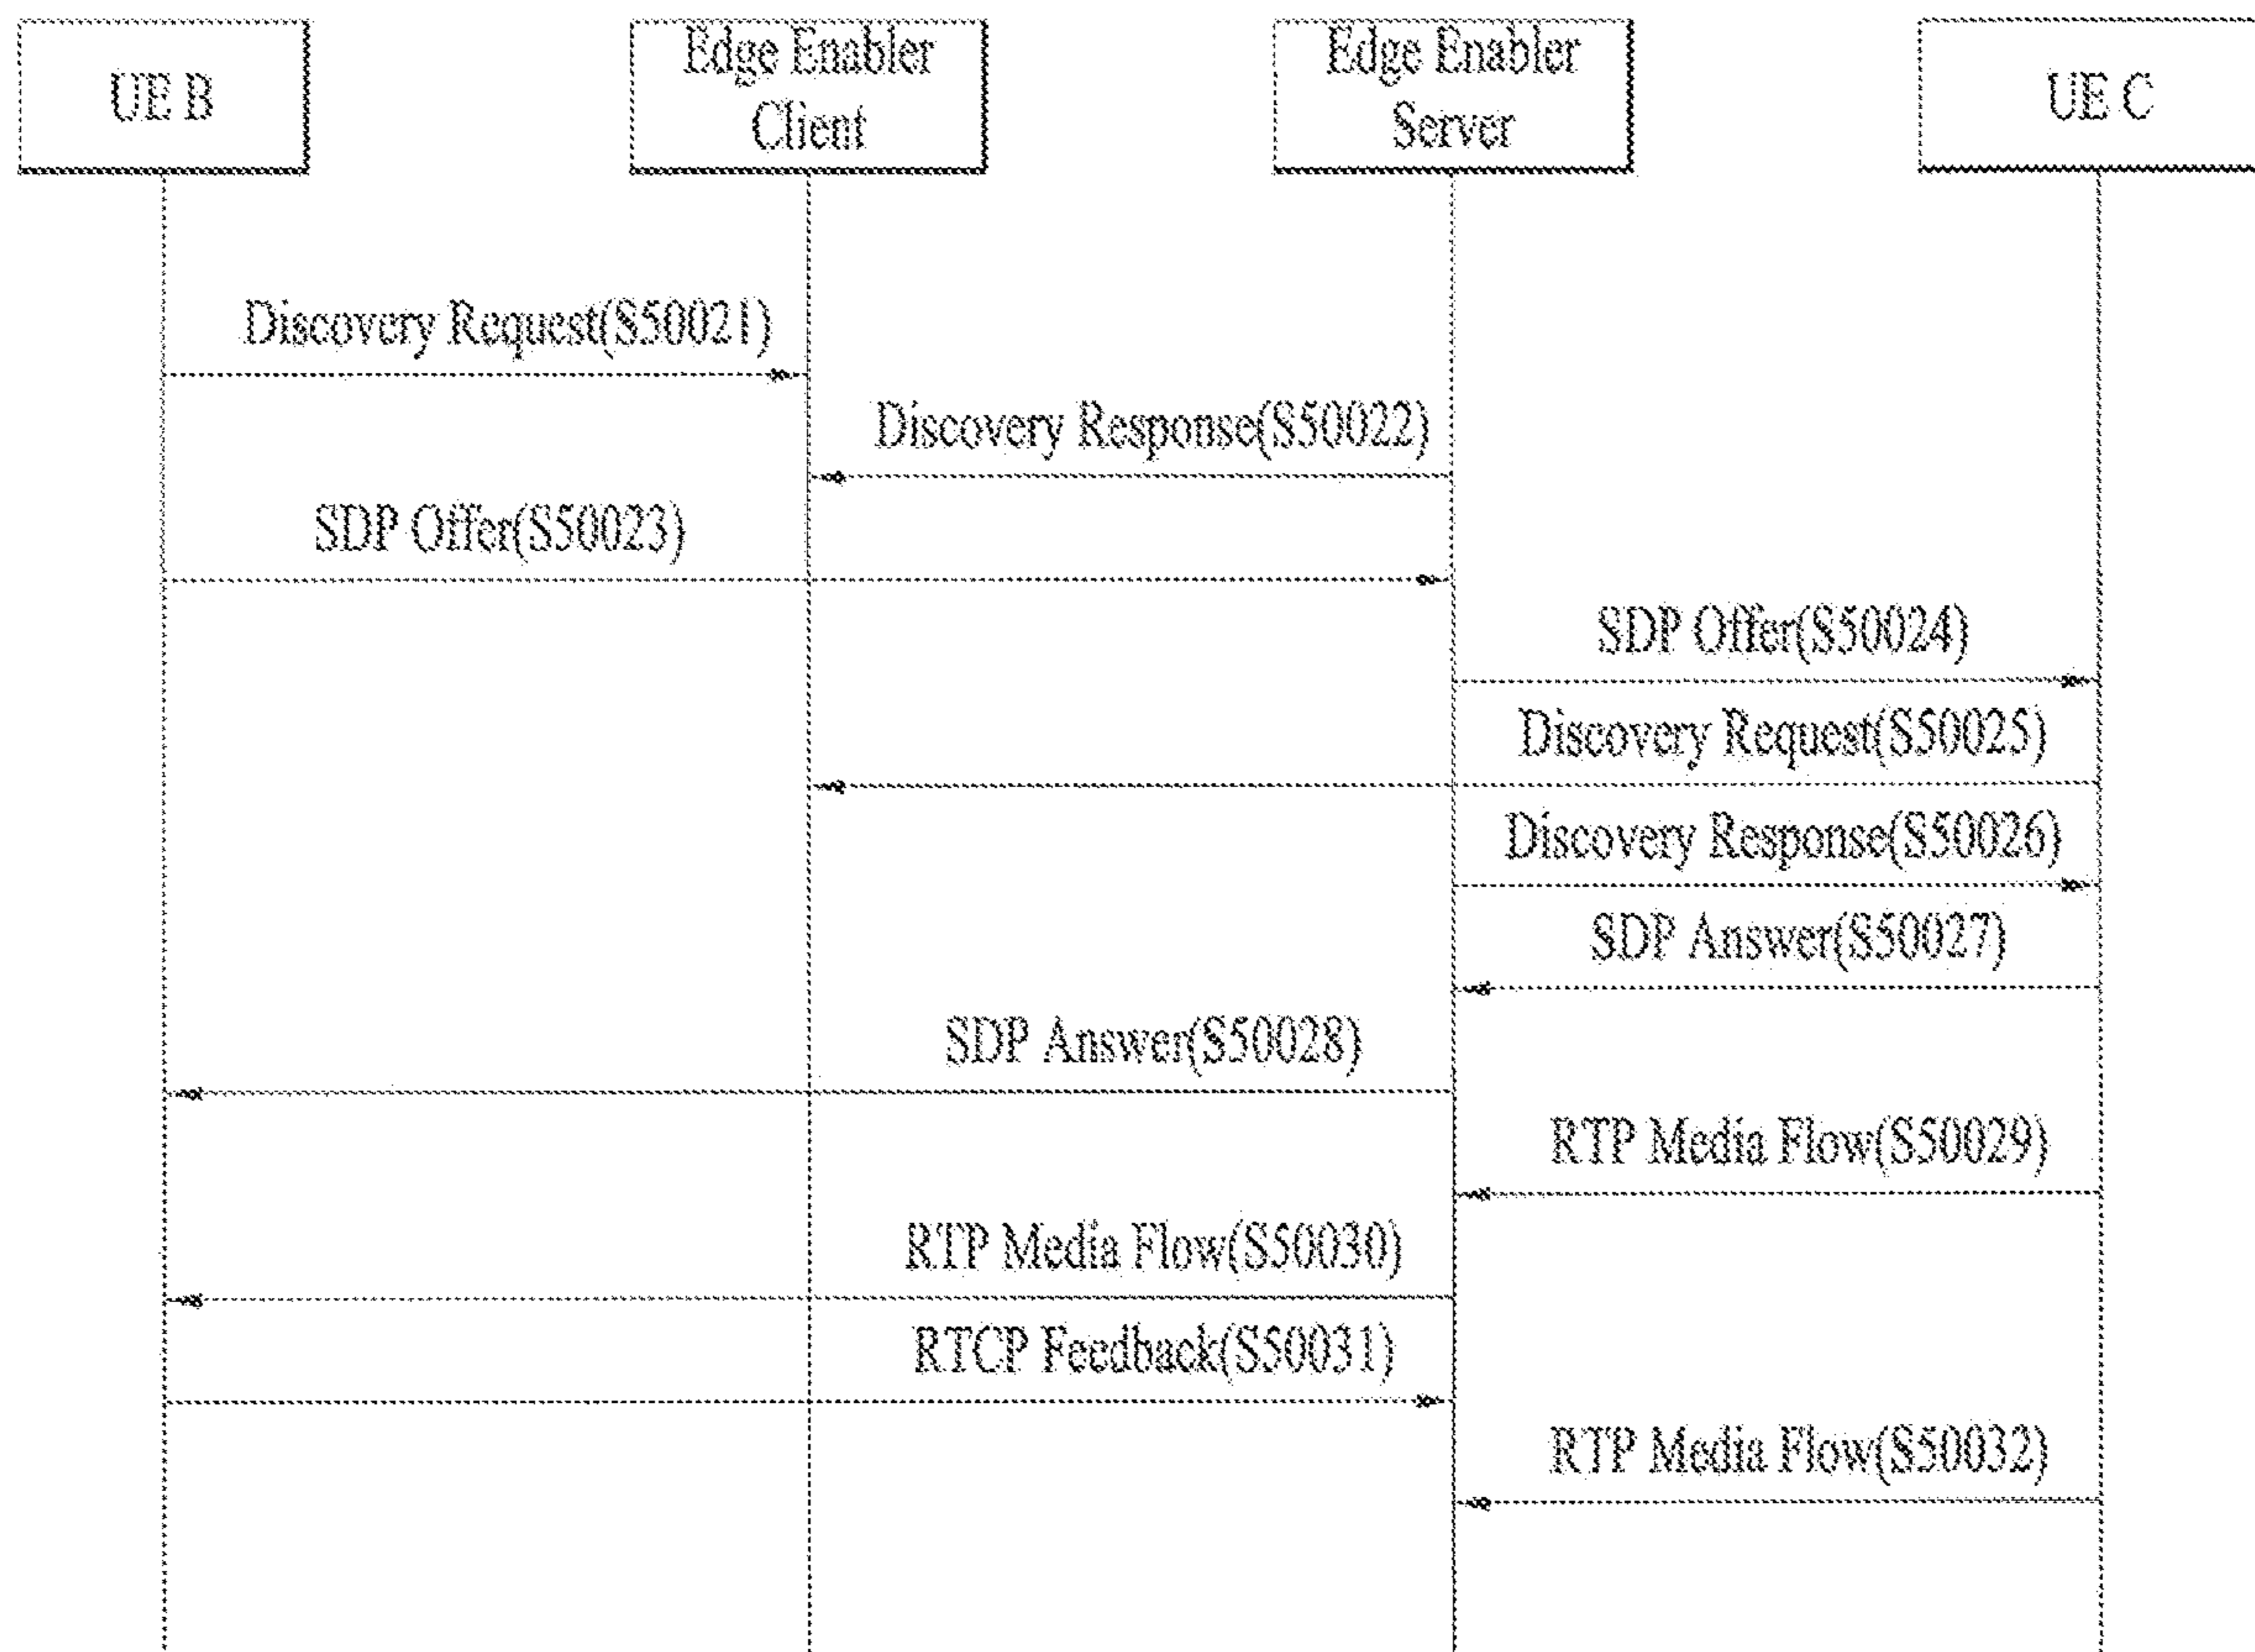 UE B
Edge Enabler
Client
Edge Enabler
Server
UE C
Discovery Request(S50021)
Discovery Response(S50022)
SDP Offer(S50023)
SDP Offer(S50024)
Discovery Request(S50025)
Discovery Response(S50026)
SDP Answer(S50027)
SDP Answer(S50028)
RTP Media Flow(S50029)
RTP Media Flow(S50030)
RTCP Feedback(S50031)
RTP Media Flow(S50032)